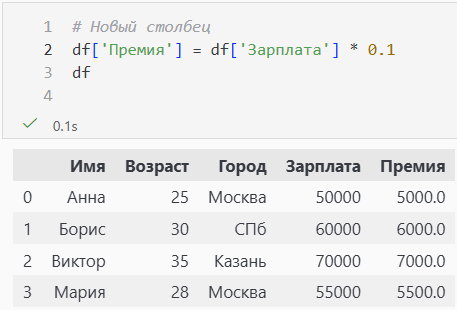 1 # Новый столбец
2 df['Премия'] = df['Зарплата'] * 0.1
3 df
4
0.1s
Имя Возраст Город Зарплата Премия
0 Анна 25 Москва 50000 5000.0
1 Борис 30 СПб 60000 6000.0
2 Виктор 35 Казань 70000 7000.0
3 Мария 28 Москва 55000 5500.0